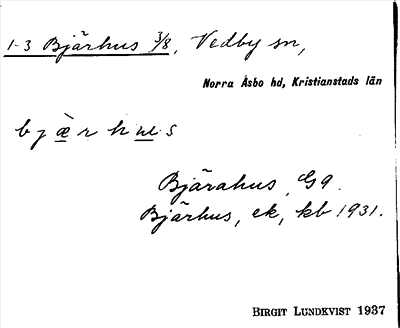 1-3 Bjärhus 3/8, Vedby sn,
Norra Åsbo hd, Kristianstads län
bjærhus
Bjärahus, G9.
Bjärhus, ek, kb 1931.
BIRGIT LUNDKVIST 1937